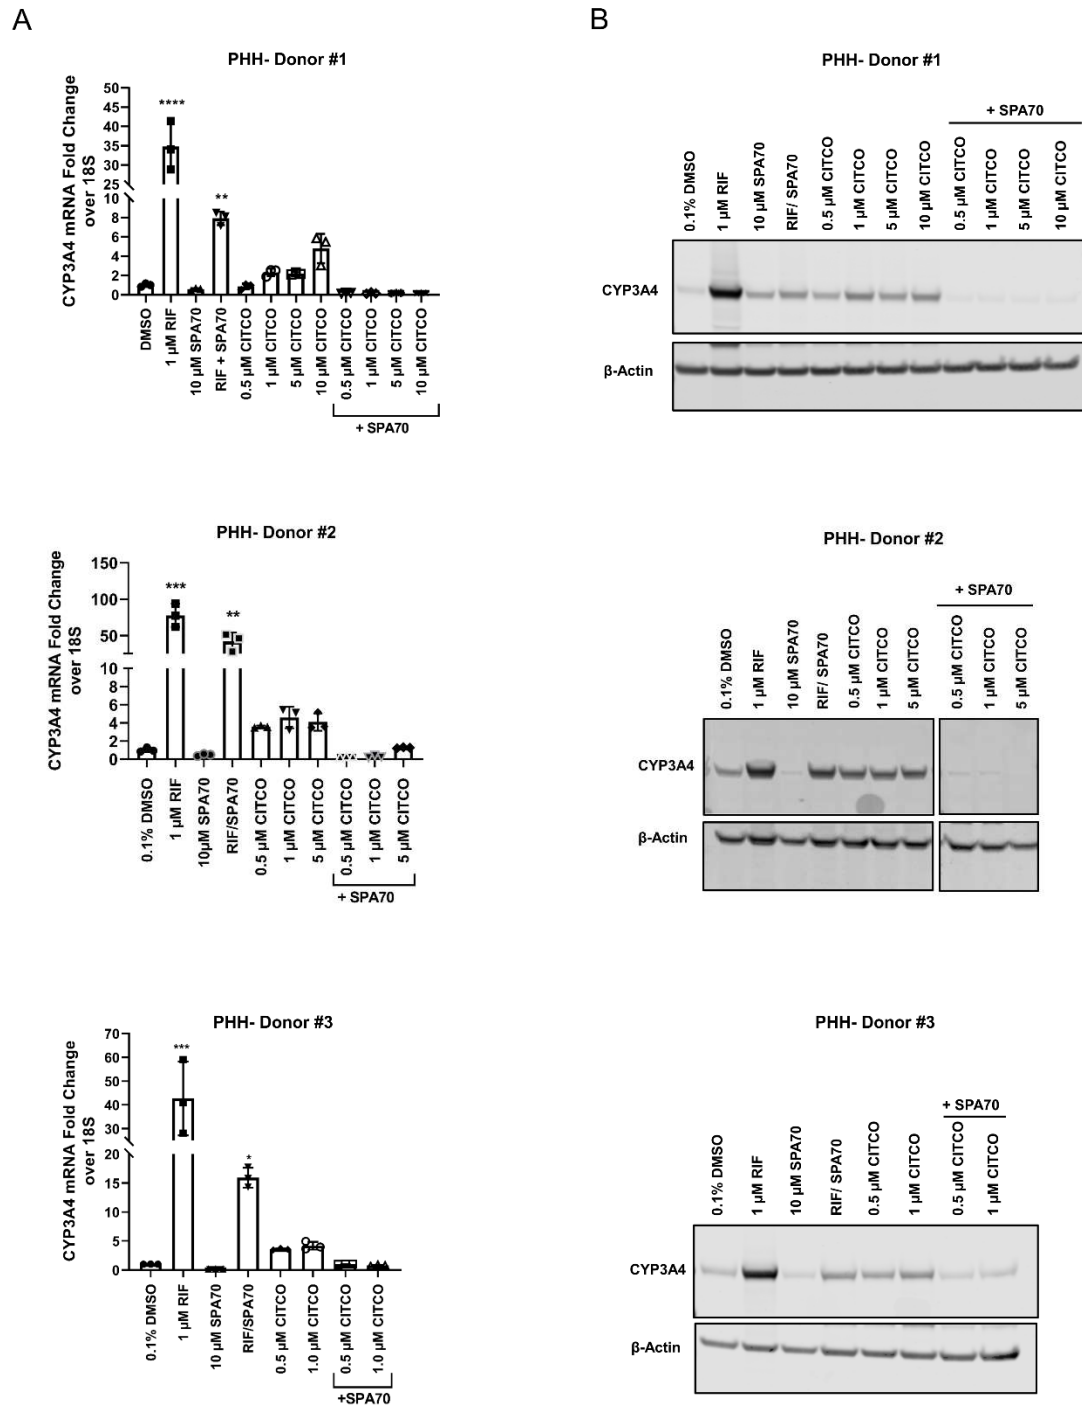 A
PHH- Donor #1
CYP3A4 mRNA Fold Change
over 18S
50
45
40
35
30
25
10
8
6
4
2
0
****
**
DMSO
1 µM RIF
10 µM SPA70
RIF + SPA70
0.5 µM CITCO
1 µM CITCO
5 µM CITCO
10 µM CITCO
0.5 µM CITCO
1 µM CITCO
5 µM CITCO
10 µM CITCO
+ SPA70
PHH- Donor #2
CYP3A4 mRNA Fold Change
over 18S
150
100
50
10
8
6
4
2
0
***
**
0.1% DMSO
1 µM RIF
10µM SPA70
RIF/SPA70
0.5 µM CITCO
1 µM CITCO
5 µM CITCO
0.5 µM CITCO
1 µM CITCO
5 µM CITCO
+ SPA70
PHH- Donor #3
CYP3A4 mRNA Fold Change
over 18S
70
60
50
40
30
20
15
10
5
0
***
*
0.1% DMSO
1 µM RIF
10 µM SPA70
RIF/SPA70
0.5 µM CITCO
1.0 µM CITCO
0.5 µM CITCO
1.0 µM CITCO
+SPA70
B
PHH- Donor #1
+ SPA70
0.1% DMSO
1 µM RIF
10 µM SPA70
RIF/ SPA70
0.5 µM CITCO
1 µM CITCO
5 µM CITCO
10 µM CITCO
0.5 µM CITCO
1 µM CITCO
5 µM CITCO
10 µM CITCO
CYP3A4
β-Actin
PHH- Donor #2
+ SPA70
0.1% DMSO
1 µM RIF
10 µM SPA70
RIF/ SPA70
0.5 µM CITCO
1 µM CITCO
5 µM CITCO
0.5 µM CITCO
1 µM CITCO
5 µM CITCO
CYP3A4
β-Actin
PHH- Donor #3
+ SPA70
0.1% DMSO
1 µM RIF
10 µM SPA70
RIF/ SPA70
0.5 µM CITCO
1 µM CITCO
0.5 µM CITCO
1 µM CITCO
CYP3A4
β-Actin